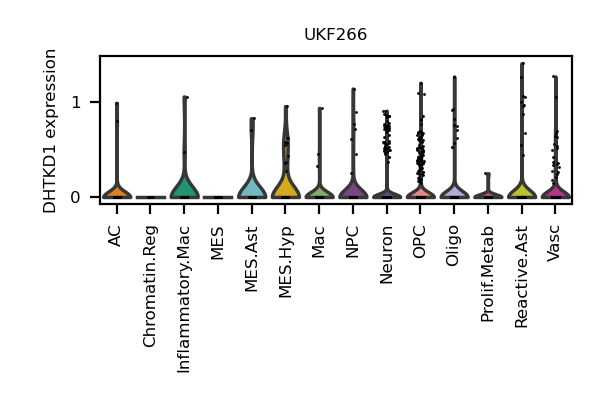 UKF266
DHTKD1 expression
1
0
AC
Chromatin.Reg
Inflammatory.Mac
MES
MES.Ast
MES.Hyp
Mac
NPC
Neuron
OPC
Oligo
Prolif.Metab
Reactive.Ast
Vasc